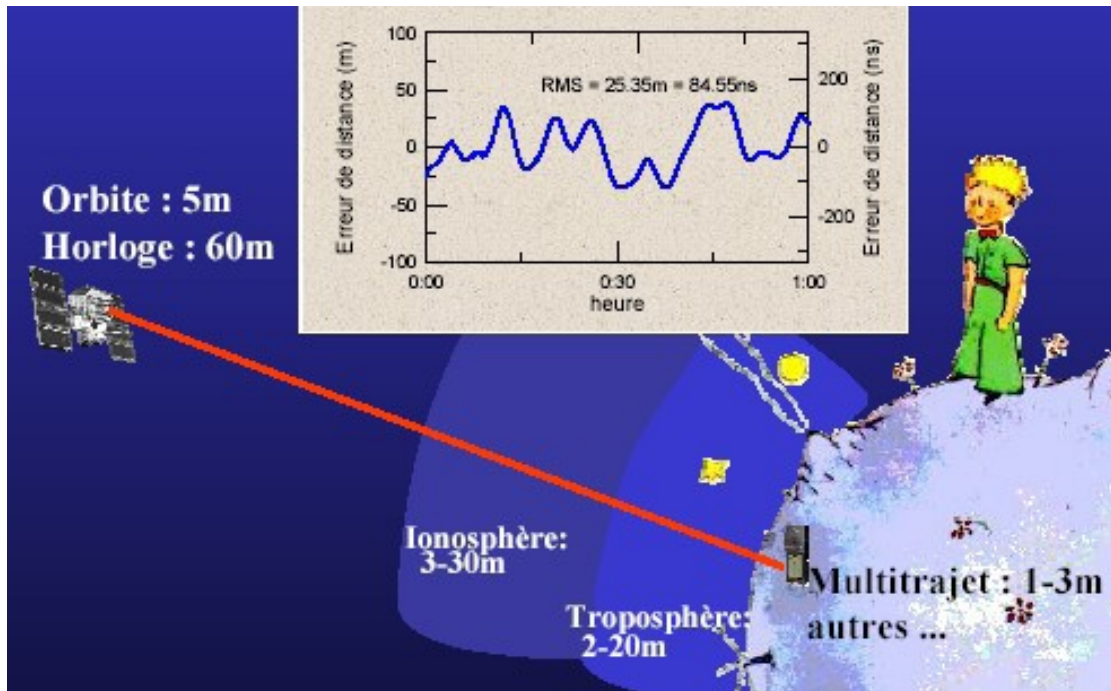 100
50
0
-50
-100
Erreur de distance (m)
RMS = 25.35m = 84.55ns
200
0
-200
Erreur de distance (ns)
0:00
0:30
1:00
heure
Orbite : 5m
Horloge : 60m
Ionosphère:
3-30m
Troposphère:
2-20m
Multitrajet : 1-3m
autres ...